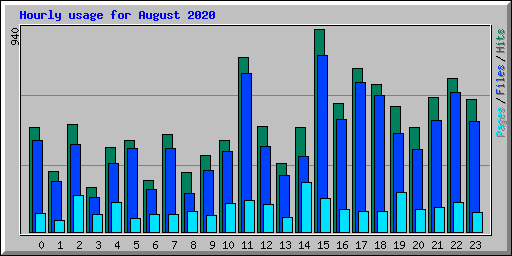 Hourly usage for August 2020
940
Pages / Files / Hits
0 1 2 3 4 5 6 7 8 9 10 11 12 13 14 15 16 17 18 19 20 21 22 23